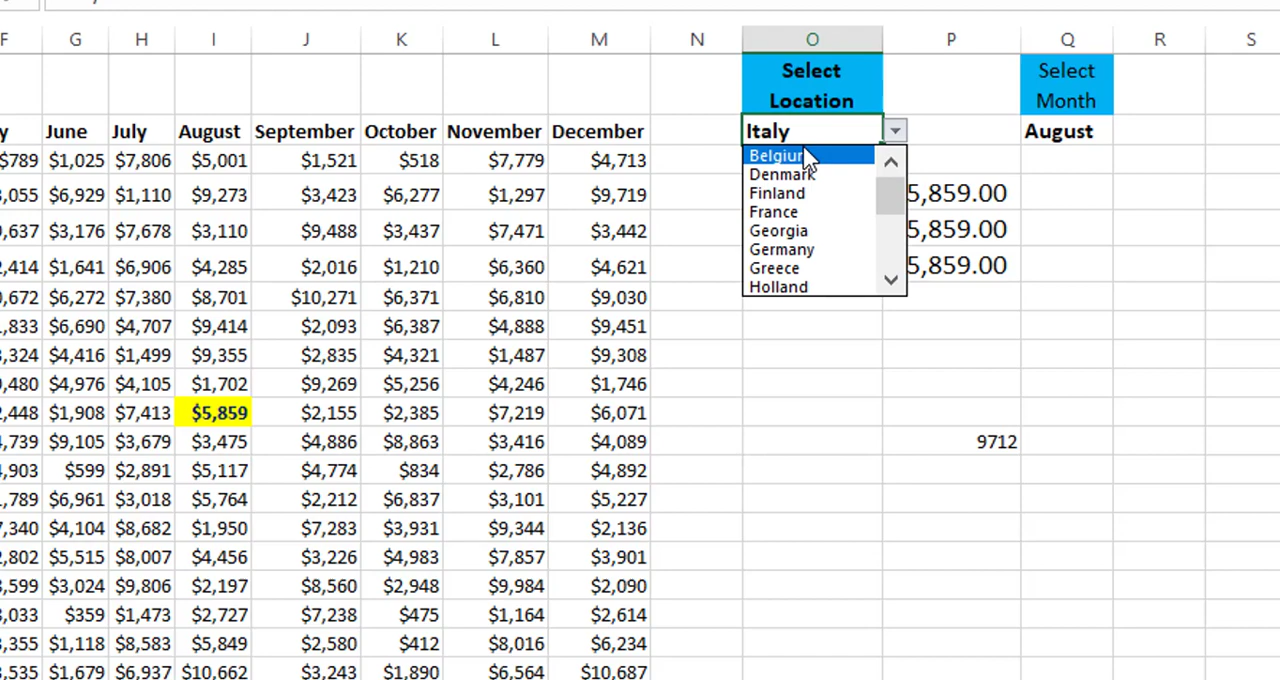 F G H I J K L M N O P Q R S
Select Location
Select Month
y June July August September October November December
Italy
August
$789 $1,025 $7,806 $5,001 $1,521 $518 $7,779 $4,713
Belgium
Denmark
,055 $6,929 $1,110 $9,273 $3,423 $6,277 $1,297 $9,719
Finland
5,859.00
France
,637 $3,176 $7,678 $3,110 $9,488 $3,437 $7,471 $3,442
Georgia
5,859.00
Germany
,414 $1,641 $6,906 $4,285 $2,016 $1,210 $6,360 $4,621
Greece
5,859.00
Holland
,672 $6,272 $7,380 $8,701 $10,271 $6,371 $6,810 $9,030
,833 $6,690 $4,707 $9,414 $2,093 $6,387 $4,888 $9,451
,324 $4,416 $1,499 $9,355 $2,835 $4,321 $1,487 $9,308
,480 $4,976 $4,105 $1,702 $9,269 $5,256 $4,246 $1,746
,448 $1,908 $7,413 $5,859 $2,155 $2,385 $7,219 $6,071
,739 $9,105 $3,679 $3,475 $4,886 $8,863 $3,416 $4,089 9712
,903 $599 $2,891 $5,117 $4,774 $834 $2,786 $4,892
,789 $6,961 $3,018 $5,764 $2,212 $6,837 $3,101 $5,227
,340 $4,104 $8,682 $1,950 $7,283 $3,931 $9,344 $2,136
,802 $5,515 $8,007 $4,456 $3,226 $4,983 $7,857 $3,901
,599 $3,024 $9,806 $2,197 $8,560 $2,948 $9,984 $2,090
,033 $359 $1,473 $2,727 $7,238 $475 $1,164 $2,614
,355 $1,118 $8,583 $5,849 $2,580 $412 $8,016 $6,234
,535 $1,679 $6,937 $10,662 $3,243 $1,890 $6,564 $10,687